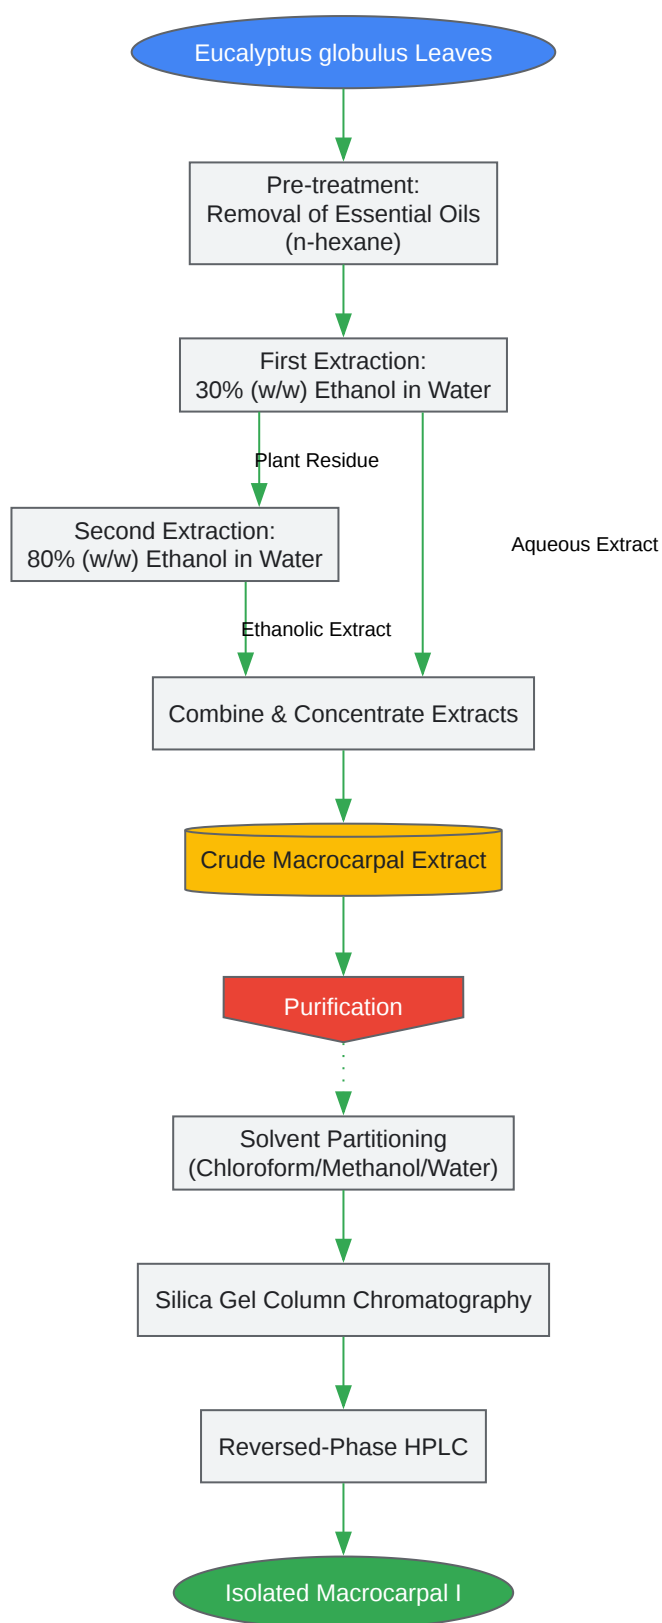 Eucalyptus globulus Leaves
Pre-treatment:
Removal of Essential Oils
(n-hexane)
First Extraction:
30% (w/w) Ethanol in Water
Plant Residue
Second Extraction:
80% (w/w) Ethanol in Water
Aqueous Extract
Ethanolic Extract
Combine & Concentrate Extracts
Crude Macrocarpal Extract
Purification
Solvent Partitioning
(Chloroform/Methanol/Water)
Silica Gel Column Chromatography
Reversed-Phase HPLC
Isolated Macrocarpal I